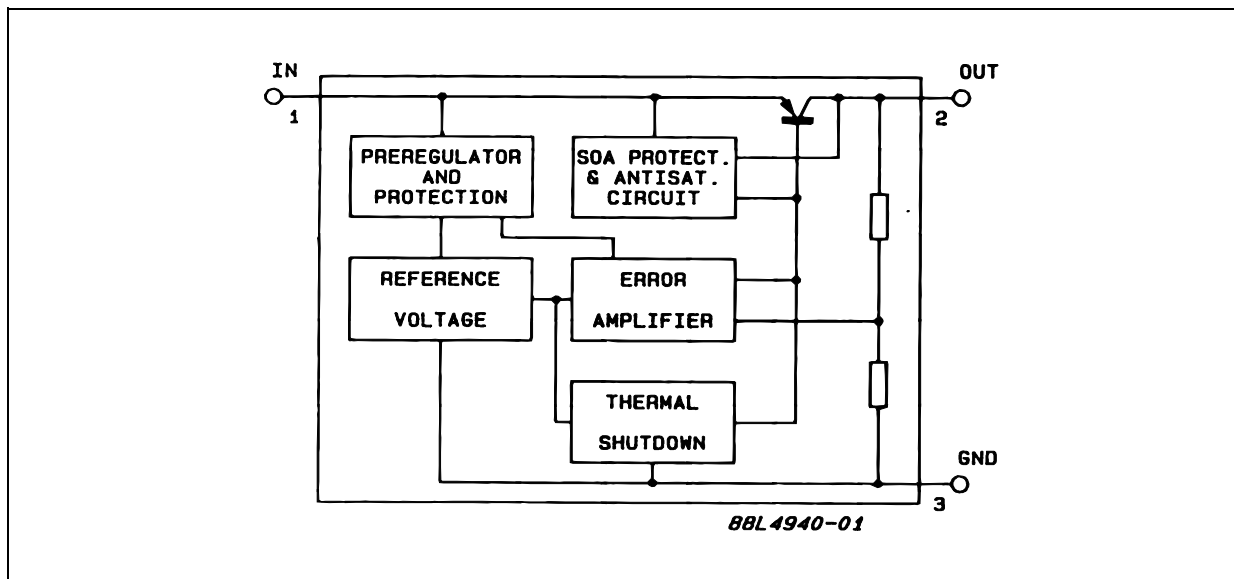 IN
OUT
1
2
PREREGULATOR
AND
PROTECTION
SOA PROTECT.
& ANTISAT.
CIRCUIT
REFERENCE
VOLTAGE
ERROR
AMPLIFIER
THERMAL
SHUTDOWN
GND
3
88L4940-01